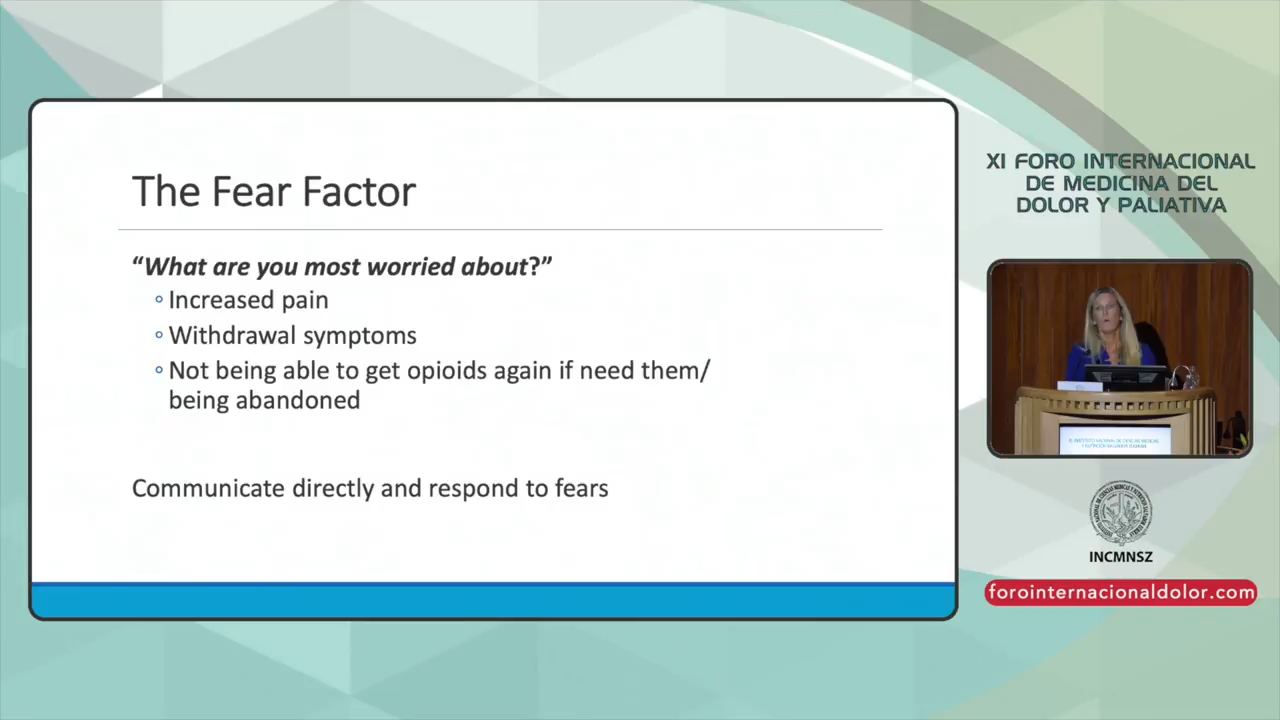 The Fear Factor
“What are you most worried about?”
Increased pain
Withdrawal symptoms
Not being able to get opioids again if need them/
being abandoned
Communicate directly and respond to fears
XI FORO INTERNACIONAL
DE MEDICINA DEL
DOLOR Y PALIATIVA
INCMNSZ
forointernacionaldolor.com